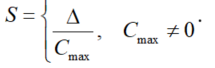 S = { Δ / C_max , C_max ≠ 0 .